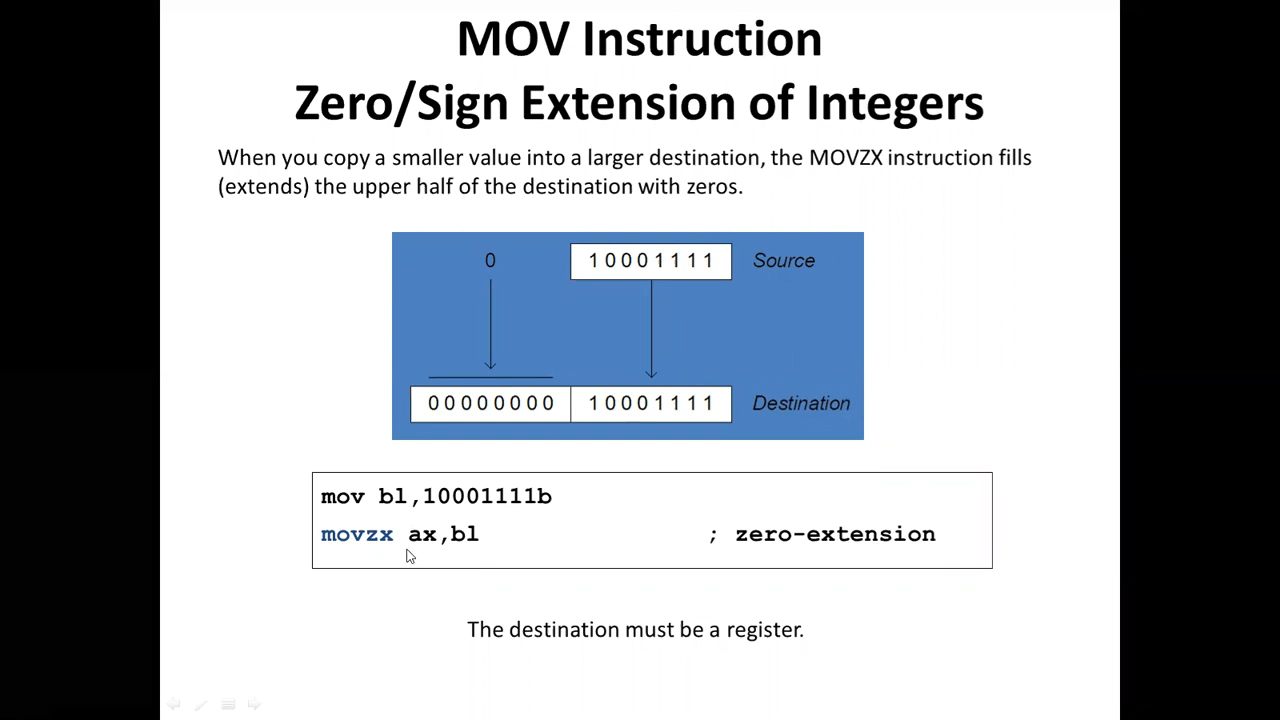 MOV Instruction
Zero/Sign Extension of Integers
When you copy a smaller value into a larger destination, the MOVZX instruction fills
(extends) the upper half of the destination with zeros.
0 1 0 0 0 1 1 1 1 Source
0 0 0 0 0 0 0 0 1 0 0 0 1 1 1 1 Destination
mov bl,10001111b
movzx ax,bl ; zero-extension
The destination must be a register.